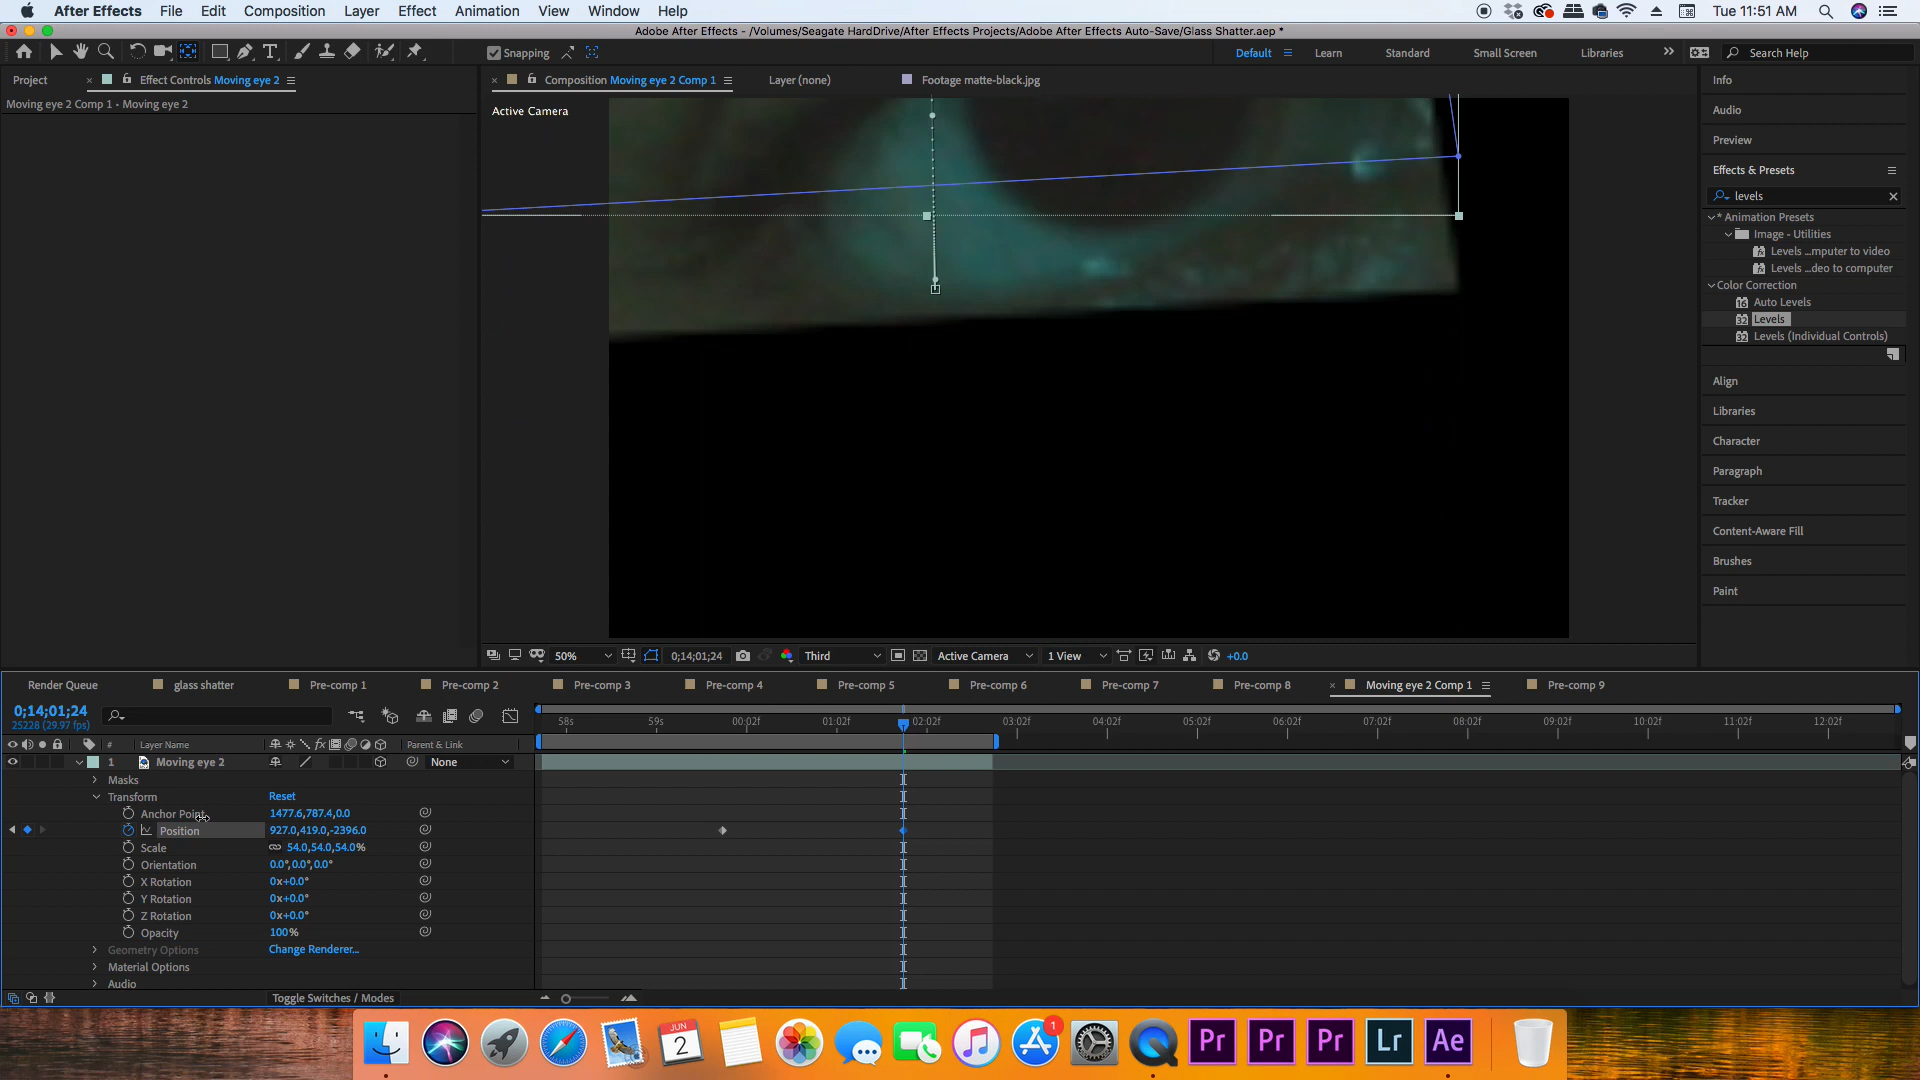 After Effects File Edit Composition Layer Effect Animation View Window Help Tue 11:51 AM
Adobe After Effects - /Volumes/Seagate HardDrive/After Effects Projects/Adobe After Effects Auto-Save/Glass Shatter.aep *
Snapping Default Learn Standard Small Screen Libraries Search Help
Project Effect Controls Moving eye 2 Composition Moving eye 2 Comp 1 Layer (none) Footage matte-black.jpg Info
Moving eye 2 Comp 1 • Moving eye 2
Active Camera
Audio
Preview
Effects & Presets
levels
* Animation Presets
Image - Utilities
Levels ...mputer to video
Levels ...deo to computer
Color Correction
16 Auto Levels
32 Levels
32 Levels (Individual Controls)
Align
Libraries
Character
Paragraph
Tracker
Content-Aware Fill
Brushes
Paint
50% 0;14;01;24 Third Active Camera 1 View +0.0
Render Queue glass shatter Pre-comp 1 Pre-comp 2 Pre-comp 3 Pre-comp 4 Pre-comp 5 Pre-comp 6 Pre-comp 7 Pre-comp 8 Moving eye 2 Comp 1 Pre-comp 9
0;14;01;24
25228 (29.97 fps)
58s 59s 00:02f 01:02f 02:02f 03:02f 04:02f 05:02f 06:02f 07:02f 08:02f 09:02f 10:02f 11:02f 12:02f
# Layer Name fx Parent & Link
1 Moving eye 2 None
Masks
Transform Reset
Anchor Point 1477.6,787.4,0.0
Position 927.0,419.0,-2396.0
Scale 54.0,54.0,54.0%
Orientation 0.0°,0.0°,0.0°
X Rotation 0x+0.0°
Y Rotation 0x+0.0°
Z Rotation 0x+0.0°
Opacity 100%
Geometry Options Change Renderer...
Material Options
Audio
Toggle Switches / Modes
JUN
2
1
Pr Pr Pr Lr Ae